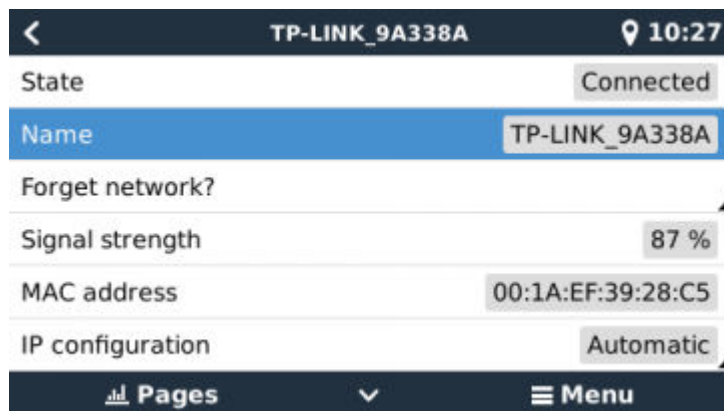 TP-LINK_9A338A 10:27
State Connected
Name TP-LINK_9A338A
Forget network?
Signal strength 87 %
MAC address 00:1A:EF:39:28:C5
IP configuration Automatic
Pages Menu